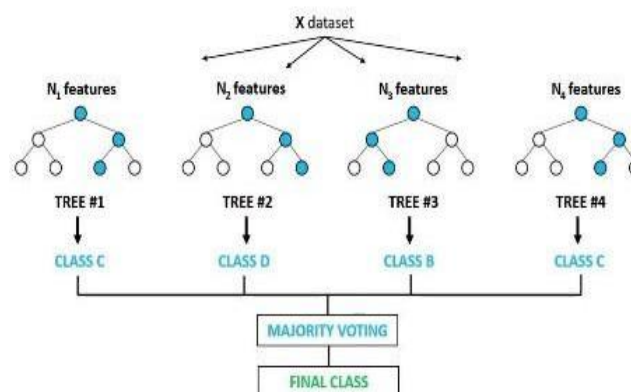 X dataset
N₁ features N₂ features N₃ features N₄ features
TREE #1 TREE #2 TREE #3 TREE #4
CLASS C CLASS D CLASS B CLASS C
MAJORITY VOTING
FINAL CLASS